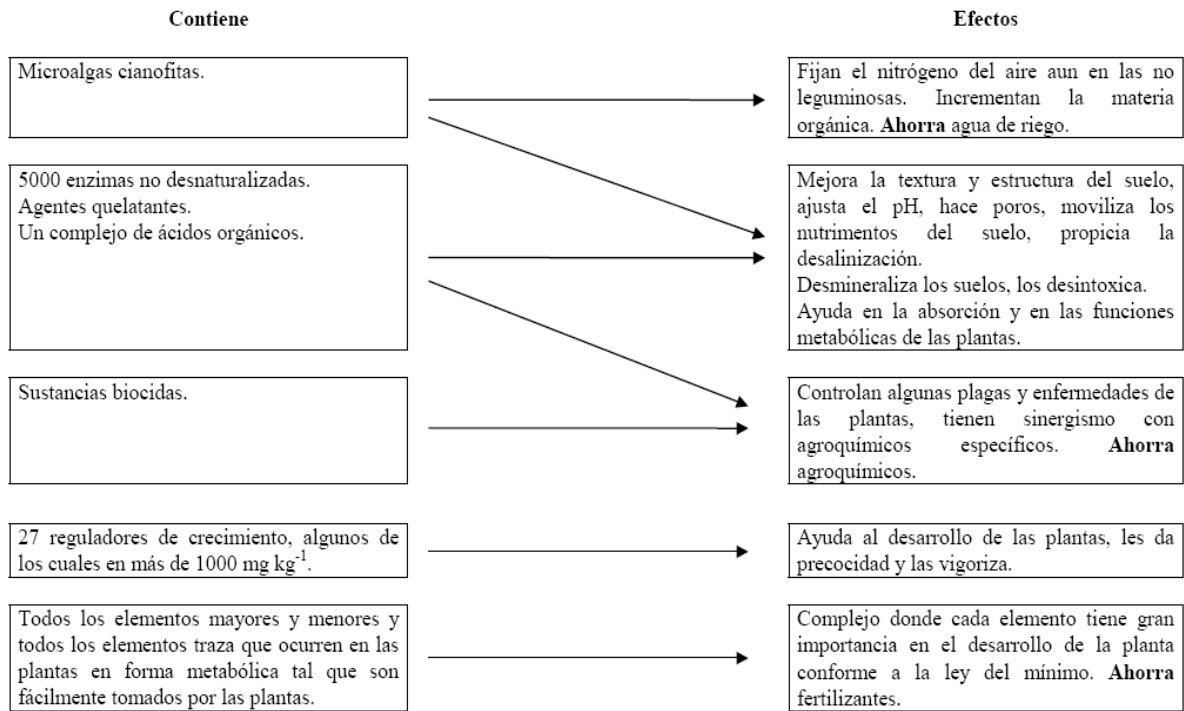 Contiene
Efectos
Microalgas cianofitas.
Fijan el nitrógeno del aire aun en las no
leguminosas. Incrementan la materia
orgánica. Ahorra agua de riego.
5000 enzimas no desnaturalizadas.
Agentes quelatantes.
Un complejo de ácidos orgánicos.
Mejora la textura y estructura del suelo,
ajusta el pH, hace poros, moviliza los
nutrimentos del suelo, propicia la
desalinización.
Desmineraliza los suelos, los desintoxica.
Ayuda en la absorción y en las funciones
metabólicas de las plantas.
Sustancias biocidas.
Controlan algunas plagas y enfermedades de
las plantas, tienen sinergismo con
agroquímicos específicos. Ahorra
agroquímicos.
27 reguladores de crecimiento, algunos de
los cuales en más de 1000 mg kg⁻¹.
Ayuda al desarrollo de las plantas, les da
precocidad y las vigoriza.
Todos los elementos mayores y menores y
todos los elementos traza que ocurren en las
plantas en forma metabólica tal que son
fácilmente tomados por las plantas.
Complejo donde cada elemento tiene gran
importancia en el desarrollo de la planta
conforme a la ley del mínimo. Ahorra
fertilizantes.